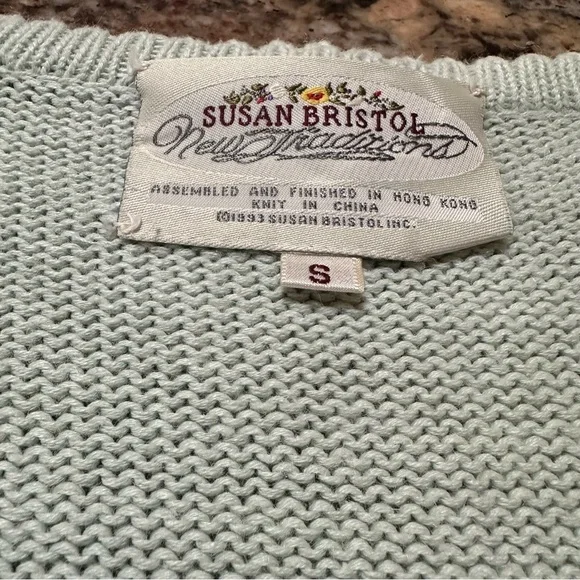 SUSAN BRISTOL
New Traditions
ASSEMBLED AND FINISHED IN HONG KONG
KNIT IN CHINA
©1993 SUSAN BRISTOL INC.
S